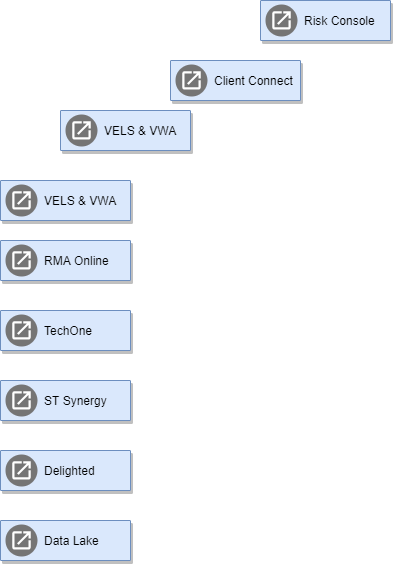 Risk Console
Client Connect
VELS & VWA
VELS & VWA
RMA Online
TechOne
ST Synergy
Delighted
Data Lake